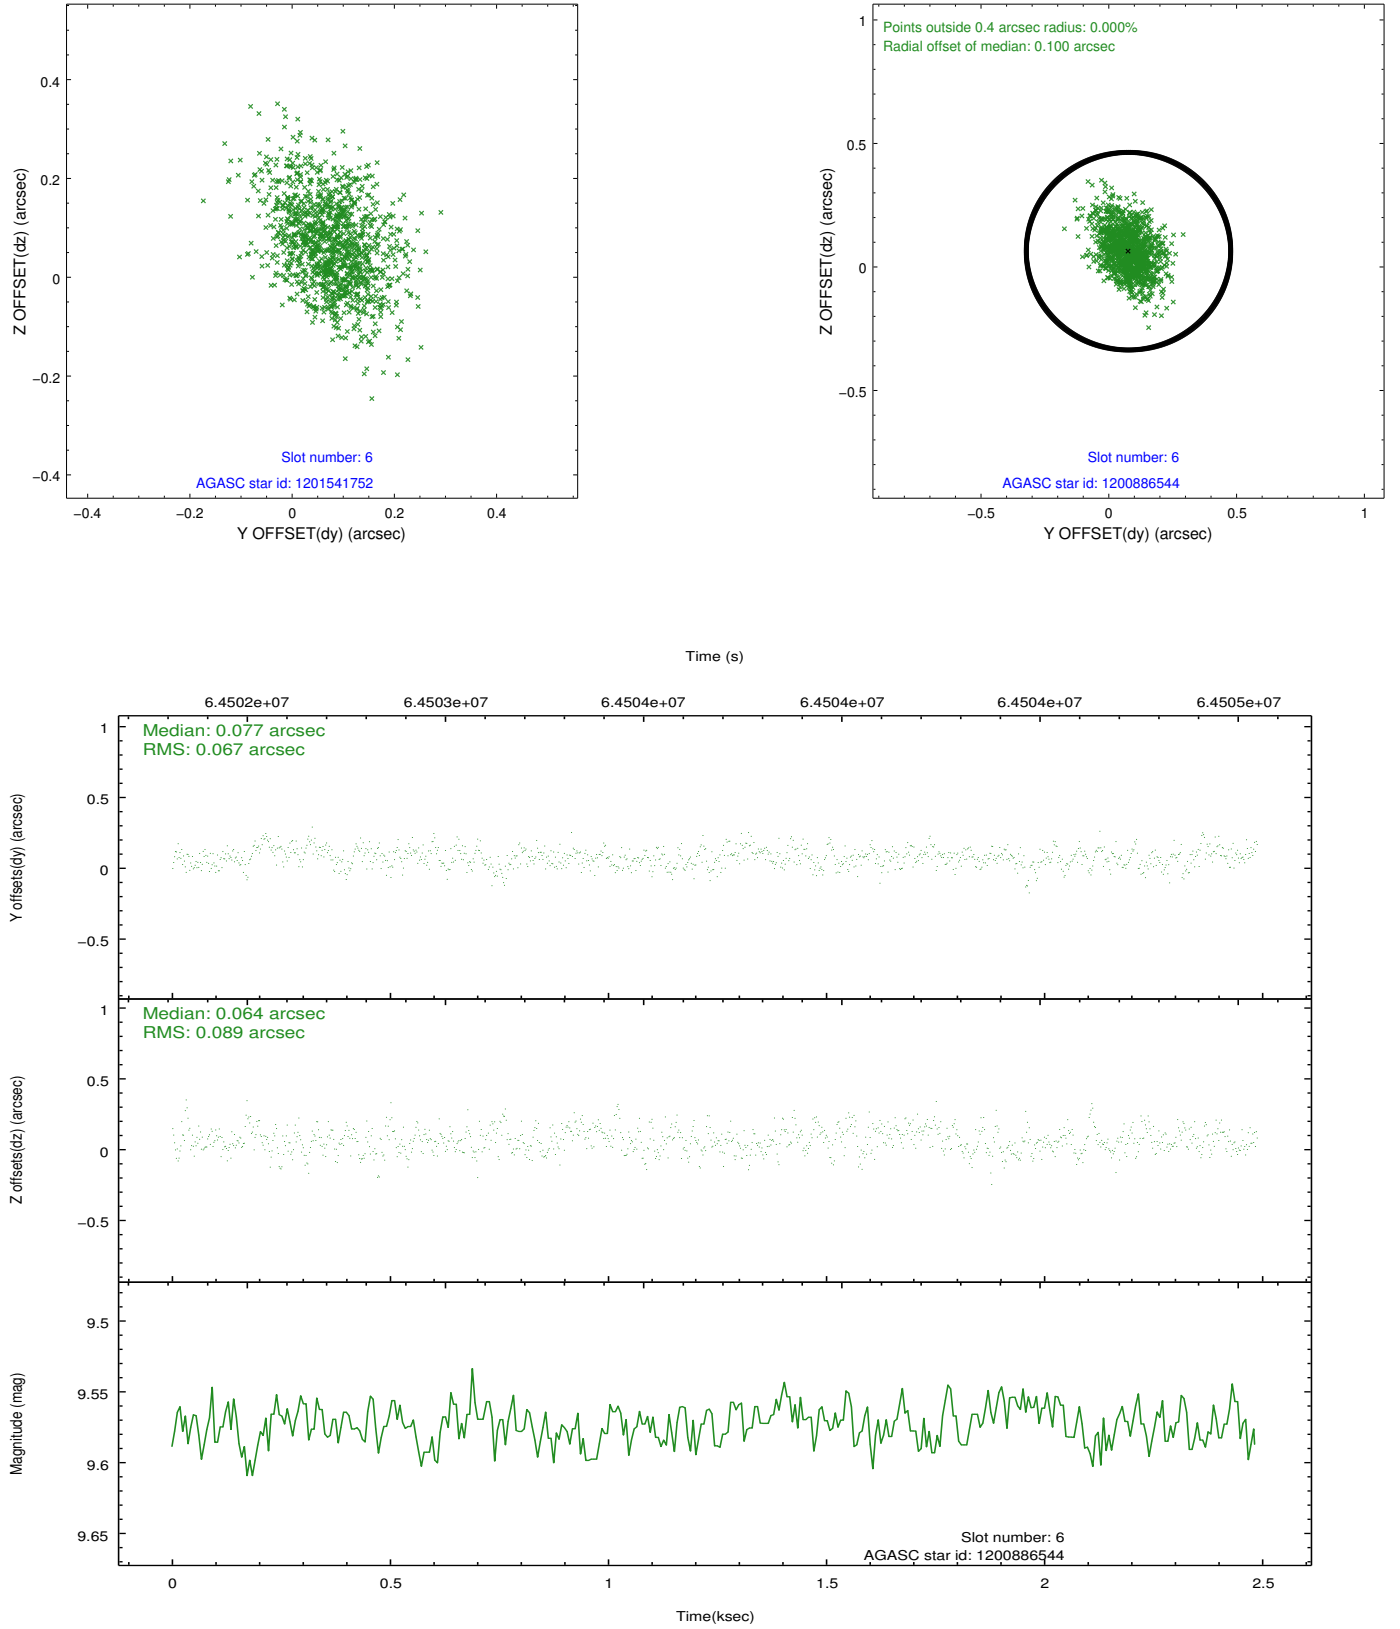 0.4
0.2
0
−0.2
−0.4
Z OFFSET(dz) (arcsec)
Slot number: 6
AGASC star id: 1201541752
−0.4 −0.2 0 0.2 0.4
Y OFFSET(dy) (arcsec)
Points outside 0.4 arcsec radius: 0.000%
Radial offset of median: 0.100 arcsec
1
0.5
0
−0.5
Z OFFSET(dz) (arcsec)
Slot number: 6
AGASC star id: 1200886544
−0.5 0 0.5 1
Y OFFSET(dy) (arcsec)
Time (s)
6.4502e+07 6.4503e+07 6.4504e+07 6.4504e+07 6.4504e+07 6.4505e+07
Median: 0.077 arcsec
RMS: 0.067 arcsec
1
0.5
0
−0.5
Y offsets(dy) (arcsec)
Median: 0.064 arcsec
RMS: 0.089 arcsec
1
0.5
0
−0.5
Z offsets(dz) (arcsec)
9.5
9.55
9.6
9.65
Magnitude (mag)
Slot number: 6
AGASC star id: 1200886544
0 0.5 1 1.5 2 2.5
Time(ksec)